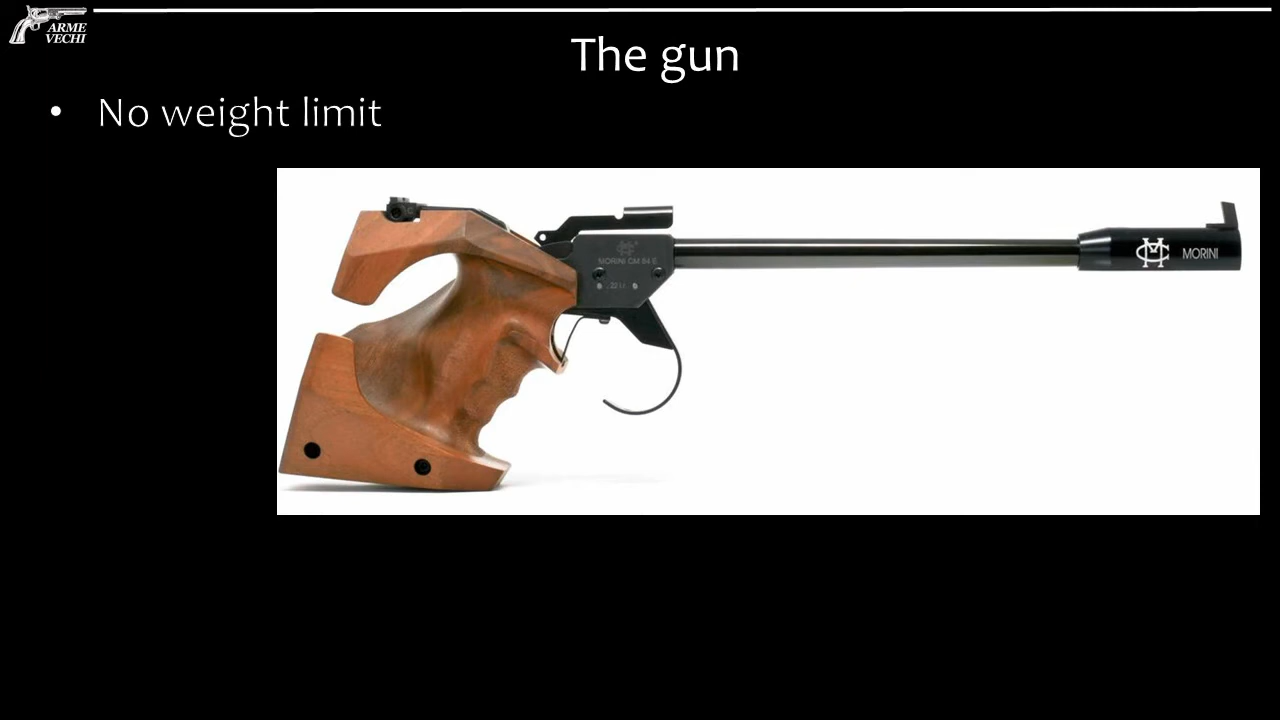 ARME
VECHI
The gun
• No weight limit
MORINI CM 84 E
MORINI